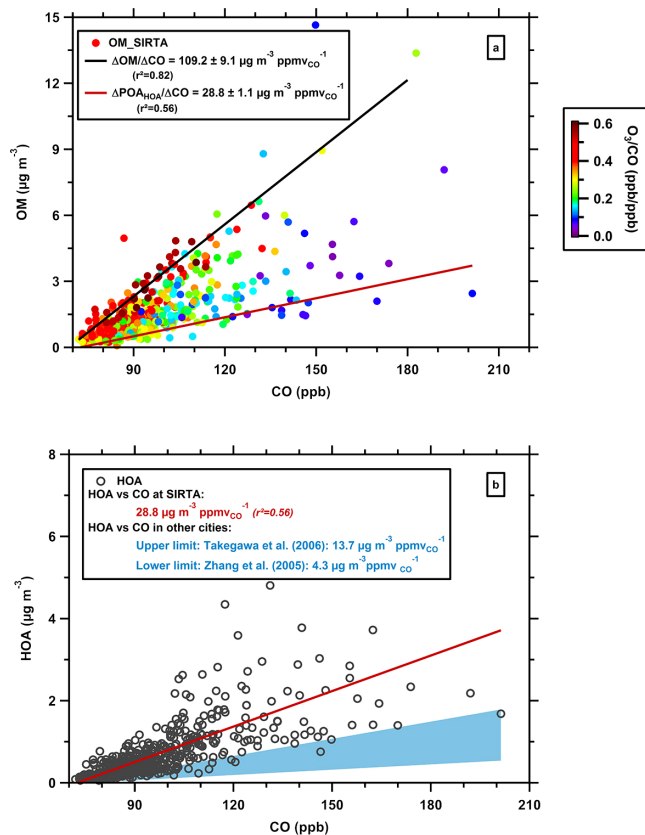 a
OM_SIRTA
ΔOM/ΔCO = 109.2 ± 9.1 µg m⁻³ ppmv_CO⁻¹
(r²=0.82)
ΔPOA_HOA/ΔCO = 28.8 ± 1.1 µg m⁻³ ppmv_CO⁻¹
(r²=0.56)
15
12
9
6
3
0
OM (µg m⁻³)
90 120 150 180 210
CO (ppb)
0.6
0.4
0.2
0.0
O₃/CO (ppb/ppb)
b
HOA
HOA vs CO at SIRTA:
28.8 µg m⁻³ ppmv_CO⁻¹ (r²=0.56)
HOA vs CO in other cities:
Upper limit: Takegawa et al. (2006): 13.7 µg m⁻³ ppmv_CO⁻¹
Lower limit: Zhang et al. (2005): 4.3 µg m⁻³ppmv_CO⁻¹
8
6
4
2
0
HOA (µg m⁻³)
90 120 150 180 210
CO (ppb)